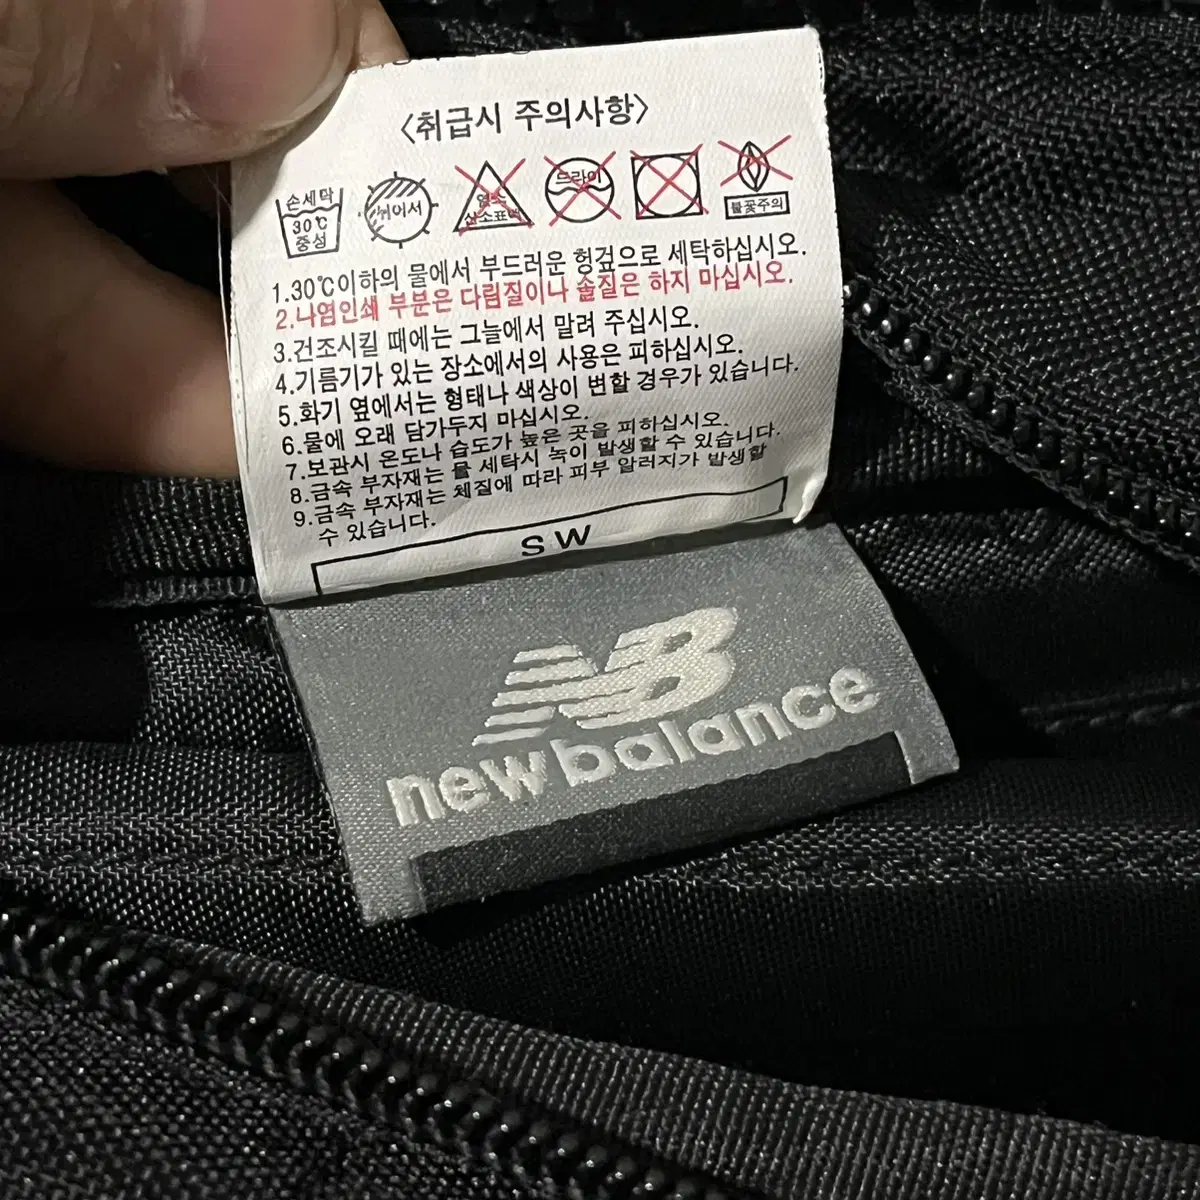 <취급시 주의사항>
손세탁
30℃
중성
뉘어서
염소
산소표백
드라이
불꽃주의
1.30℃이하의 물에서 부드러운 헝겊으로 세탁하십시오.
2.나염인쇄 부분은 다림질이나 솔질은 하지 마십시오.
3.건조시킬 때에는 그늘에서 말려 주십시오.
4.기름기가 있는 장소에서의 사용은 피하십시오.
5.화기 옆에서는 형태나 색상이 변할 경우가 있습니다.
6.물에 오래 담가두지 마십시오.
7.보관시 온도나 습도가 높은 곳을 피하십시오.
8.금속 부자재는 물 세탁시 녹이 발생할 수 있습니다.
9.금속 부자재는 체질에 따라 피부 알러지가 발생할
수 있습니다.
SW
NB
new balance